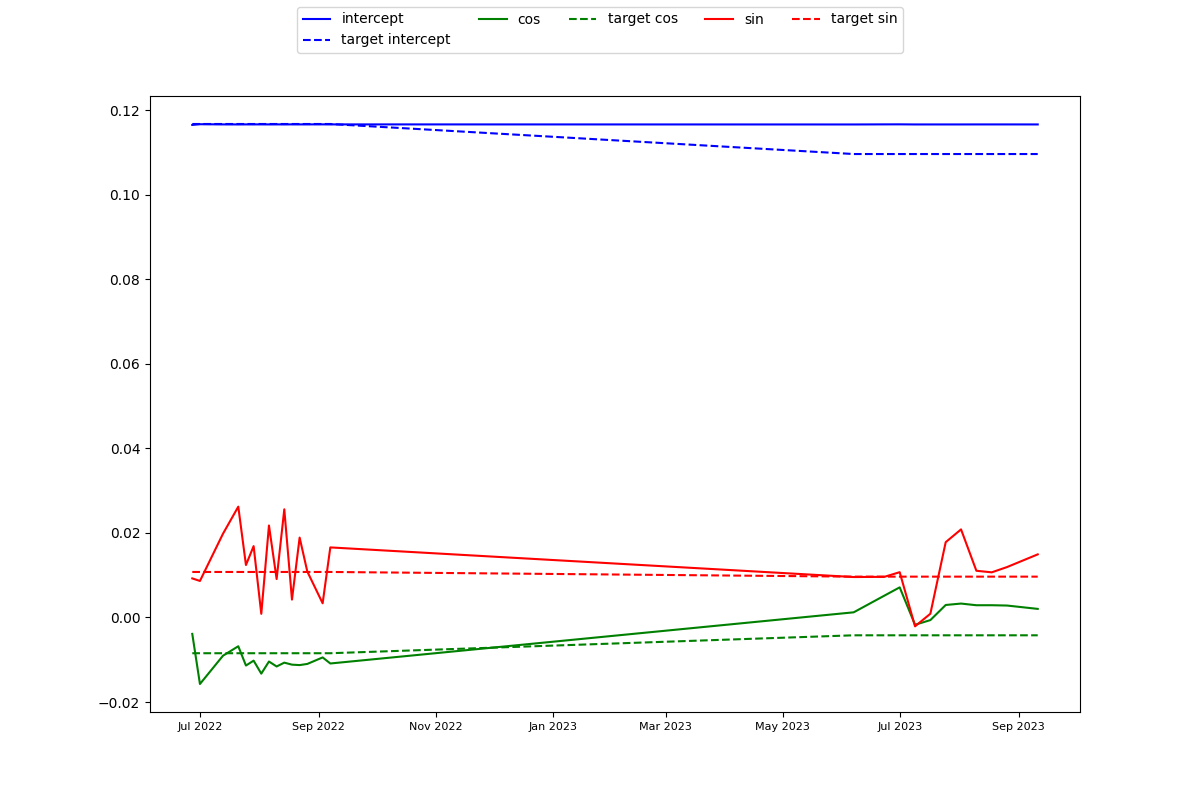 intercept cos target cos sin target sin
target intercept
0.12
0.10
0.08
0.06
0.04
0.02
0.00
−0.02
Jul 2022 Sep 2022 Nov 2022 Jan 2023 Mar 2023 May 2023 Jul 2023 Sep 2023